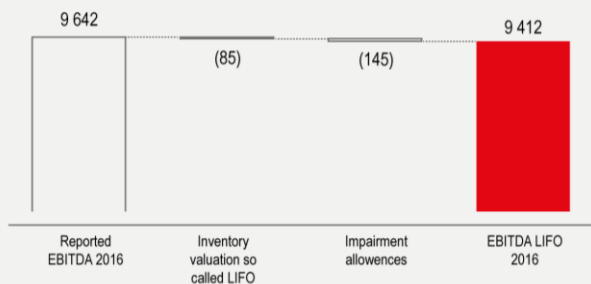 9 642
(85)
(145)
9 412
Reported
EBITDA 2016
Inventory
valuation so
called LIFO
Impairment
allowences
EBITDA LIFO
2016